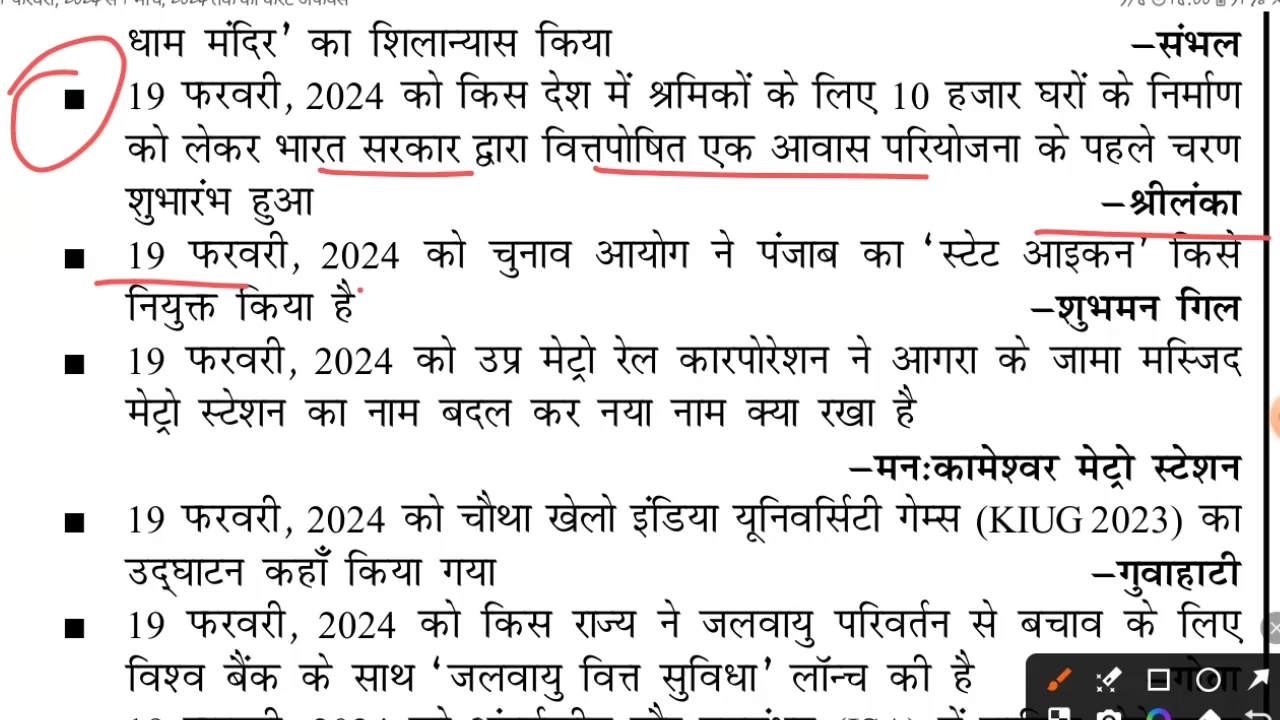 धाम मंदिर’ का शिलान्यास किया –संभल
■ 19 फरवरी, 2024 को किस देश में श्रमिकों के लिए 10 हजार घरों के निर्माण
को लेकर भारत सरकार द्वारा वित्तपोषित एक आवास परियोजना के पहले चरण
शुभारंभ हुआ –श्रीलंका
■ 19 फरवरी, 2024 को चुनाव आयोग ने पंजाब का ‘स्टेट आइकन’ किसे
नियुक्त किया है –शुभमन गिल
■ 19 फरवरी, 2024 को उप्र मेट्रो रेल कारपोरेशन ने आगरा के जामा मस्जिद
मेट्रो स्टेशन का नाम बदल कर नया नाम क्या रखा है
–मनःकामेश्वर मेट्रो स्टेशन
■ 19 फरवरी, 2024 को चौथा खेलो इंडिया यूनिवर्सिटी गेम्स (KIUG 2023) का
उद्घाटन कहाँ किया गया –गुवाहाटी
■ 19 फरवरी, 2024 को किस राज्य ने जलवायु परिवर्तन से बचाव के लिए
विश्व बैंक के साथ ‘जलवायु वित्त सुविधा’ लॉन्च की है –गोवा